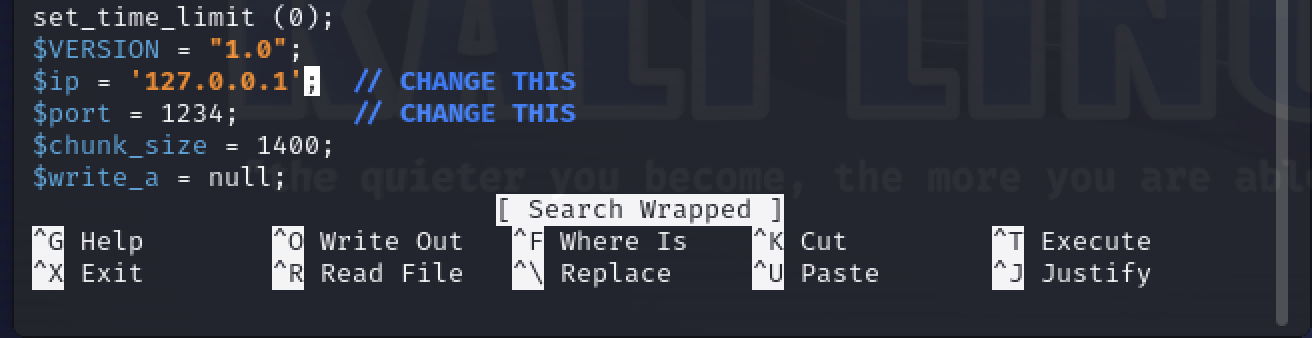 set_time_limit (0);
$VERSION = "1.0";
$ip = '127.0.0.1';  // CHANGE THIS
$port = 1234;       // CHANGE THIS
$chunk_size = 1400;
$write_a = null;
KALI LINU
the quieter you become, the more you are abl
[ Search Wrapped ]
^G Help        ^O Write Out   ^F Where Is    ^K Cut         ^T Execute
^X Exit        ^R Read File   ^\ Replace     ^U Paste       ^J Justify